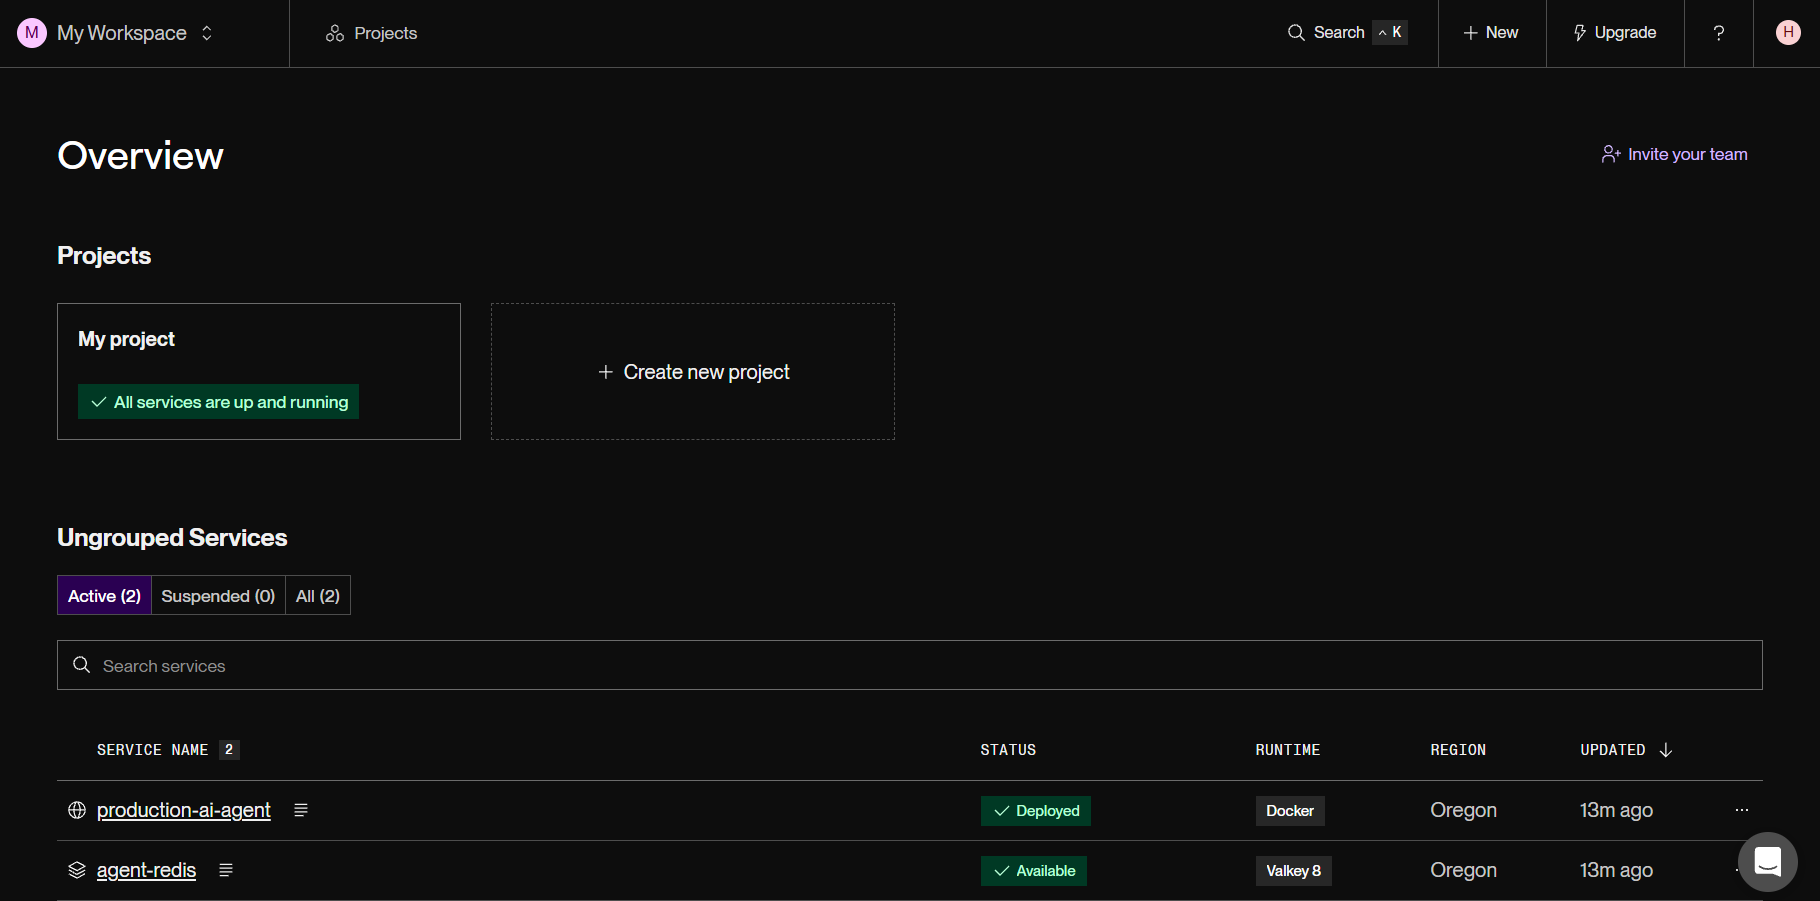 M My Workspace
Projects
Search ^ K
+ New
Upgrade
?
H
Overview
Invite your team
Projects
My project
All services are up and running
+ Create new project
Ungrouped Services
Active (2) Suspended (0) All (2)
Search services
SERVICE NAME 2 STATUS RUNTIME REGION UPDATED ↓
production-ai-agent Deployed Docker Oregon 13m ago ...
agent-redis Available Valkey 8 Oregon 13m ago